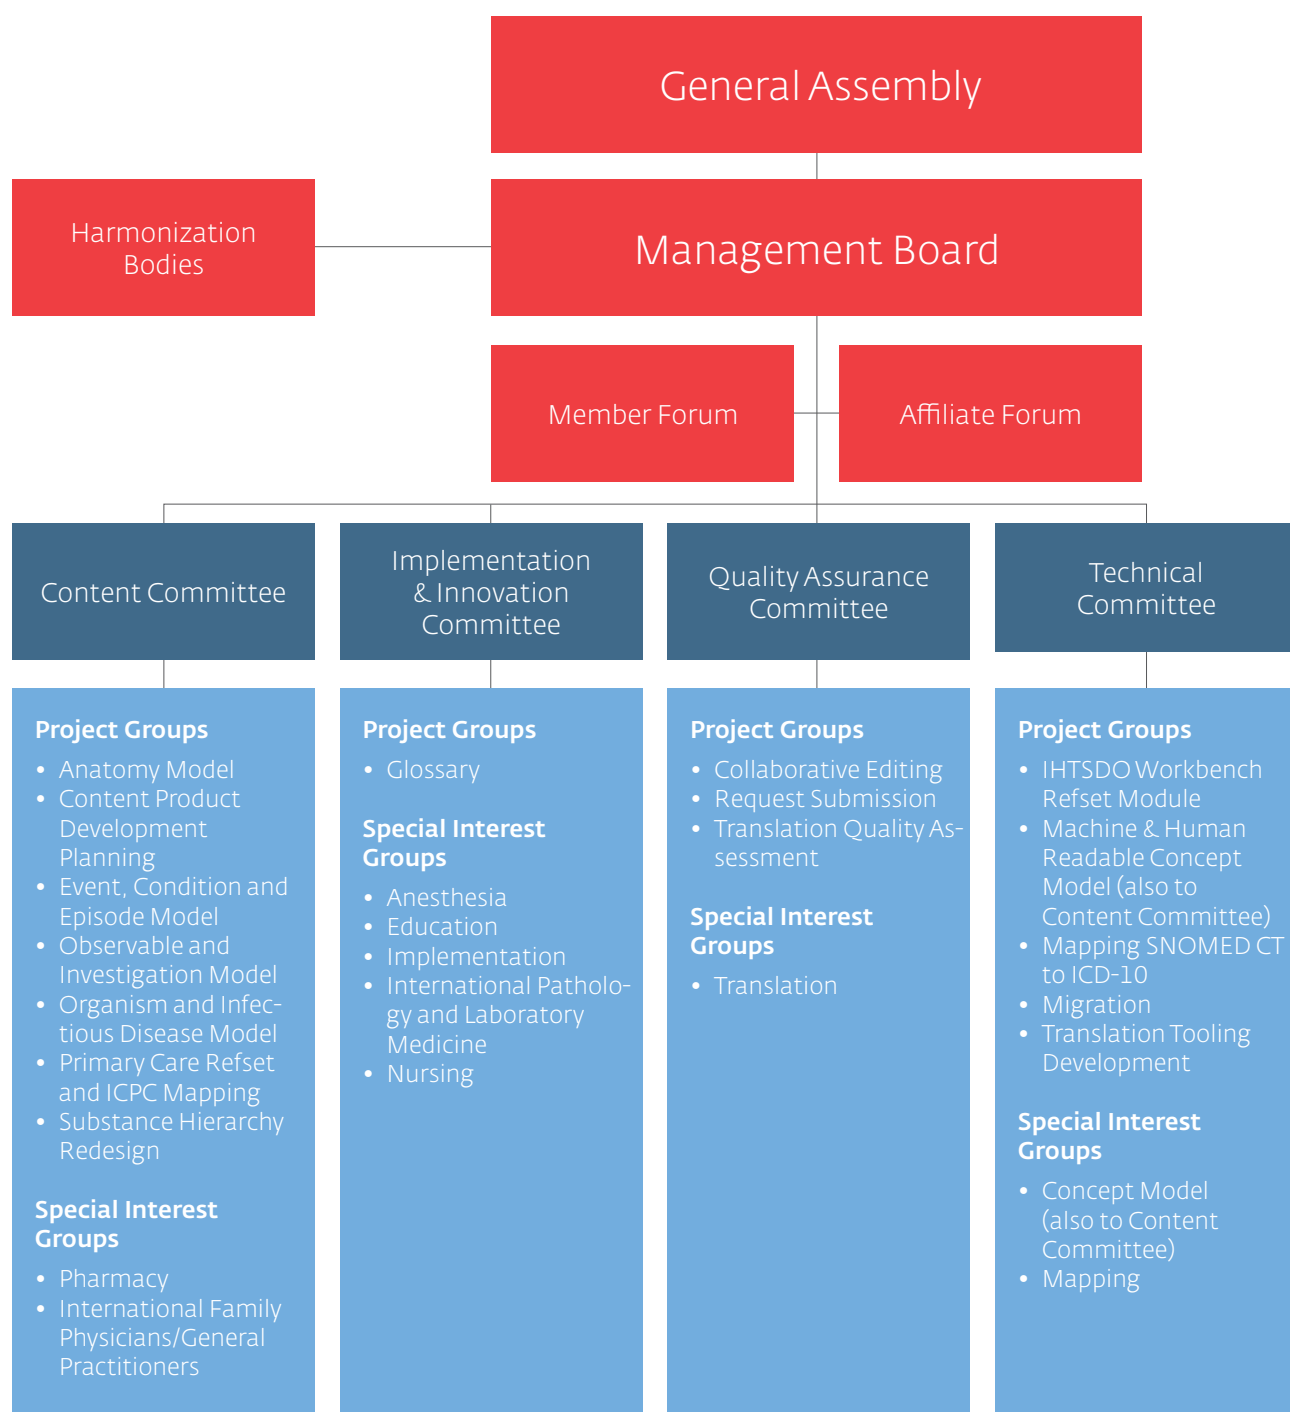 General Assembly
Harmonization
Bodies
Management Board
Member Forum
Affiliate Forum
Content Committee
Implementation
& Innovation
Committee
Quality Assurance
Committee
Technical
Committee
Project Groups
• Anatomy Model
• Content Product
Development
Planning
• Event, Condition and
Episode Model
• Observable and
Investigation Model
• Organism and Infec-
tious Disease Model
• Primary Care Refset
and ICPC Mapping
• Substance Hierarchy
Redesign
Special Interest
Groups
• Pharmacy
• International Family
Physicians/General
Practitioners
Project Groups
• Glossary
Special Interest
Groups
• Anesthesia
• Education
• Implementation
• International Patholo-
gy and Laboratory
Medicine
• Nursing
Project Groups
• Collaborative Editing
• Request Submission
• Translation Quality As-
sessment
Special Interest
Groups
• Translation
Project Groups
• IHTSDO Workbench
Refset Module
• Machine & Human
Readable Concept
Model (also to
Content Committee)
• Mapping SNOMED CT
to ICD-10
• Migration
• Translation Tooling
Development
Special Interest
Groups
• Concept Model
(also to Content
Committee)
• Mapping